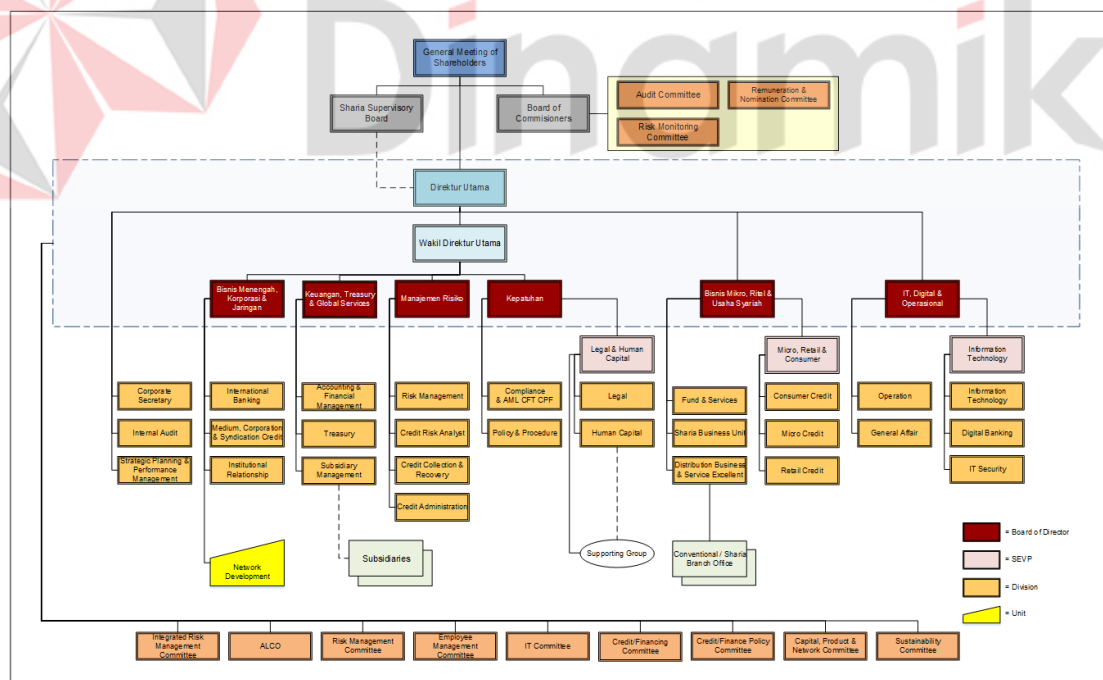 Dinamik
General Meeting of
Shareholders
Sharia Supervisory
Board
Board of
Commisioners
Audit Committee
Remuneration &
Nomination Committee
Risk Monitoring
Committee
Direktur Utama
Wakil Direktur Utama
Bisnis Menengah,
Korporasi &
Jaringan
Keuangan, Treasury
& Global Services
Manajemen Risiko
Kepatuhan
Bisnis Mikro, Ritel &
Usaha Syariah
IT, Digital &
Operasional
Legal & Human
Capital
Micro, Retail &
Consumer
Information
Technology
Corporate
Secretary
International
Banking
Accounting &
Financial
Management
Risk Management
Compliance
& AML CFT CPF
Legal
Fund & Services
Consumer Credit
Operation
Information
Technology
Internal Audit
Medium, Corporation
& Syndication Credit
Treasury
Credit Risk Analyst
Policy & Procedure
Human Capital
Sharia Business Unit
Micro Credit
General Affair
Digital Banking
Strategic Planning &
Performance
Management
Institutional
Relationship
Subsidiary
Management
Credit Collection &
Recovery
Distribution Business
& Service Excellent
Retail Credit
IT Security
Credit Administration
Network
Development
Subsidiaries
Supporting Group
Conventional / Sharia
Branch Office
= Board of Director
= SEVP
= Division
= Unit
Integrated Risk
Management
Committee
ALCO
Risk Management
Committee
Employee
Management
Committee
IT Committee
Credit/Financing
Committee
Credit/Finance Policy
Committee
Capital, Product &
Network Committee
Sustainability
Committee